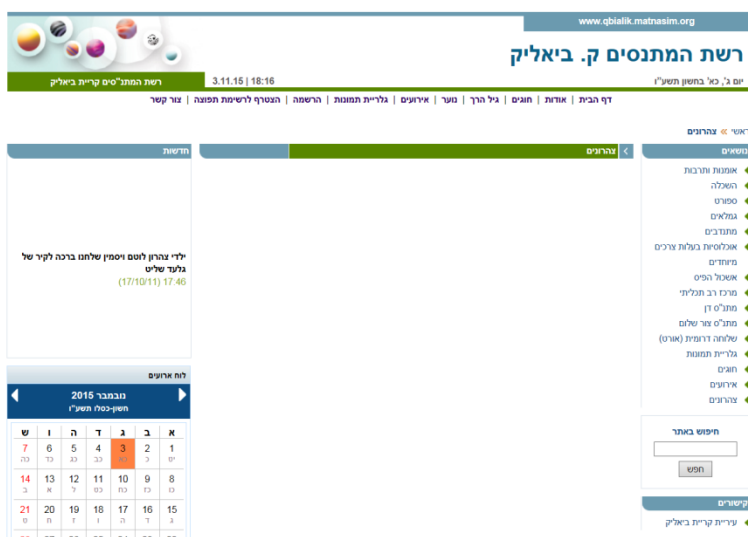 www.qbialik.matnasim.org
רשת המתנסים ק. ביאליק
יום ג', כא' בחשון תשע"ו
3.11.15 | 18:16
רשת המתנ"סים קריית ביאליק
דף הבית | אודות | חוגים | גיל הרך | נוער | אירועים | גלריית תמונות | הרשמה | הצטרף לרשימת תפוצה | צור קשר
ראשי » צהרונים
נושאים
אומנות ותרבות
השכלה
ספורט
גמלאים
מתנדבים
אוכלוסיות בעלות צרכים
מיוחדים
אשכול הפיס
מרכז רב תכליתי
מתנ"ס דן
מתנ"ס צור שלום
שלוחה דרומית (אורט)
גלריית תמונות
חוגים
אירועים
צהרונים
חיפוש באתר
חפש
קישורים
עיריית קריית ביאליק
צהרונים
חדשות
ילדי צהרון לוטם ויסמין שלחנו ברכה לקיר של
גלעד שליט
17:46 (17/10/11)
לוח ארועים
נובמבר 2015
חשון-כסלו תשע"ו
א ב ג ד ה ו ש
1 2 3 4 5 6 7
יט כ כא כב כג כד כה
8 9 10 11 12 13 14
כו כז כח כט ל א ב
15 16 17 18 19 20 21
ג ד ה ו ז ח ט